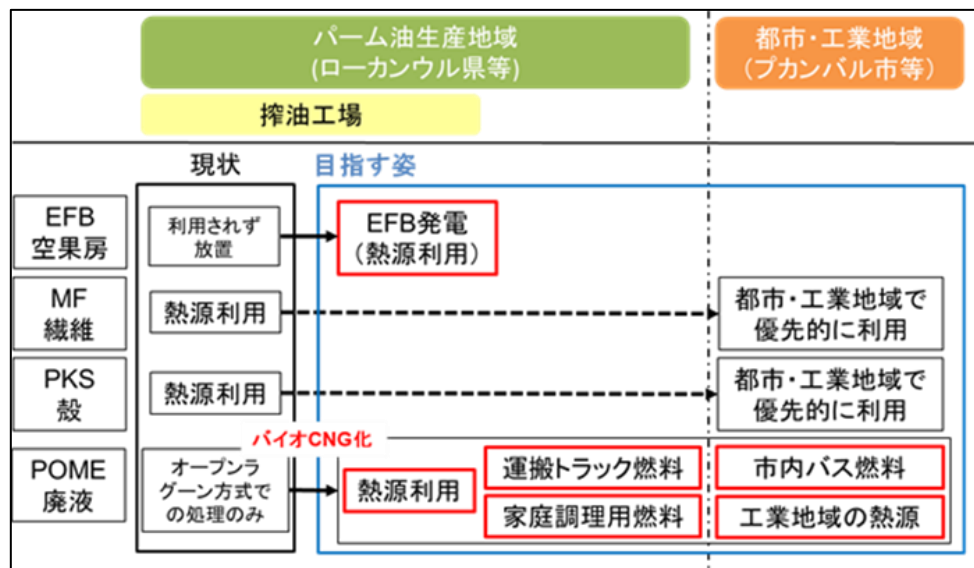 パーム油生産地域
(ローカンウル県等)
都市・工業地域
（プカンバル市等）
搾油工場
現状
目指す姿
EFB
空果房
利用されず
放置
EFB発電
（熱源利用）
MF
繊維
熱源利用
都市・工業地域で
優先的に利用
PKS
殻
熱源利用
都市・工業地域で
優先的に利用
バイオCNG化
POME
廃液
オープンラ
グーン方式で
の処理のみ
熱源利用
運搬トラック燃料
家庭調理用燃料
市内バス燃料
工業地域の熱源